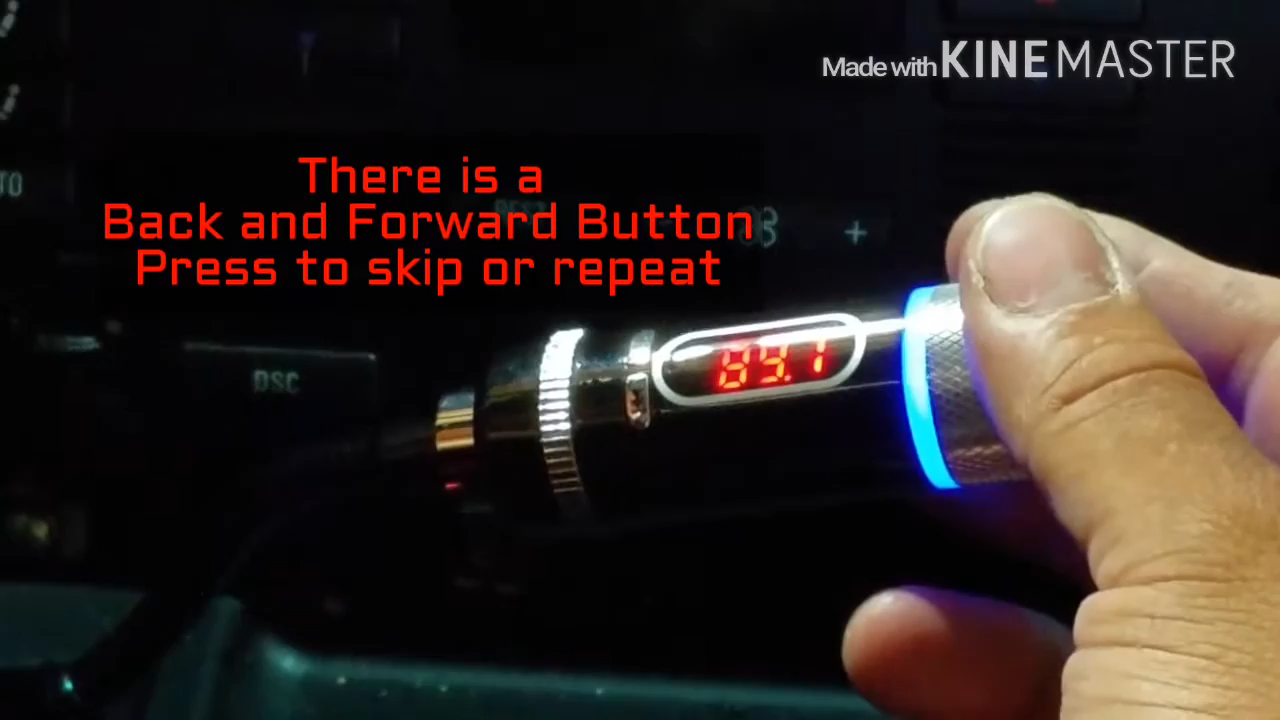 Made with KINEMASTER
There is a
Back and Forward Button
Press to skip or repeat
+
DSC
89.1